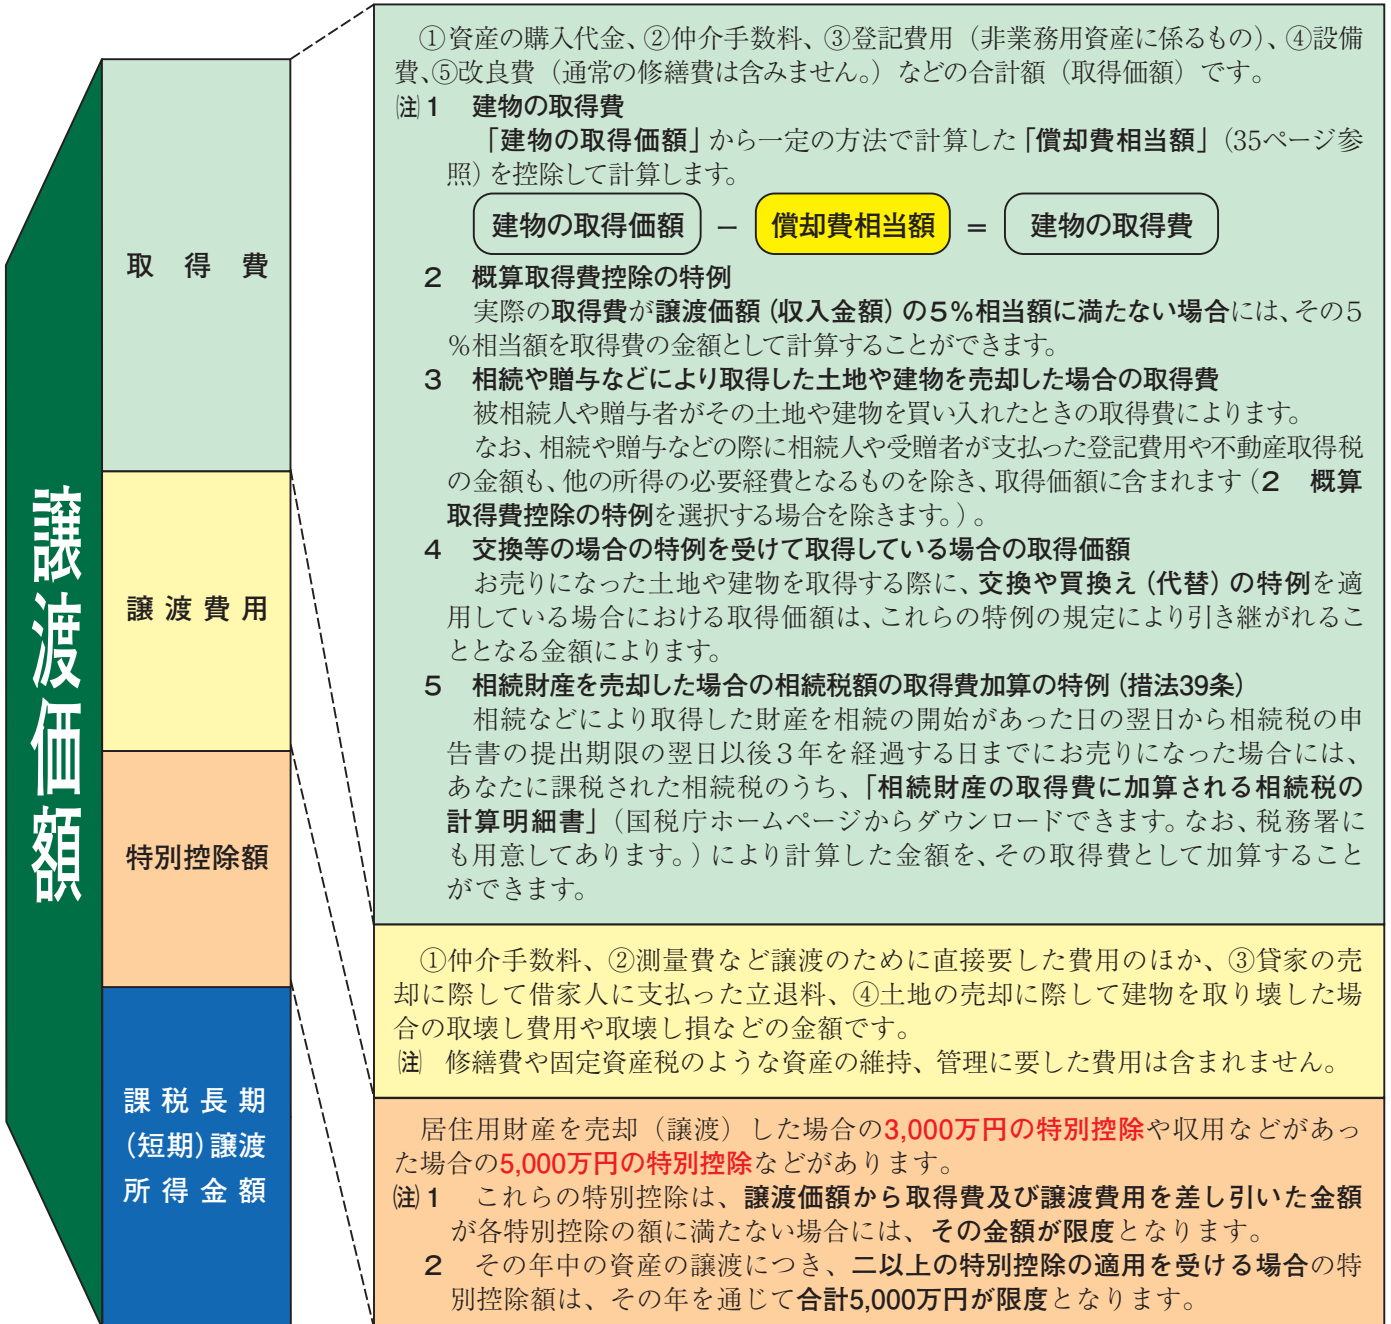 譲渡価額
取得費
譲渡費用
特別控除額
課税長期
(短期)譲渡
所得金額
①資産の購入代金、②仲介手数料、③登記費用（非業務用資産に係るもの）、④設備
費、⑤改良費（通常の修繕費は含みません。）などの合計額（取得価額）です。
㊟1 建物の取得費
「建物の取得価額」から一定の方法で計算した「償却費相当額」（35ページ参
照）を控除して計算します。
建物の取得価額 － 償却費相当額 ＝ 建物の取得費
2 概算取得費控除の特例
実際の取得費が譲渡価額（収入金額）の5％相当額に満たない場合には、その5
％相当額を取得費の金額として計算することができます。
3 相続や贈与などにより取得した土地や建物を売却した場合の取得費
被相続人や贈与者がその土地や建物を買い入れたときの取得費によります。
なお、相続や贈与などの際に相続人や受贈者が支払った登記費用や不動産取得税
の金額も、他の所得の必要経費となるものを除き、取得価額に含まれます（2 概算
取得費控除の特例を選択する場合を除きます。）。
4 交換等の場合の特例を受けて取得している場合の取得価額
お売りになった土地や建物を取得する際に、交換や買換え（代替）の特例を適
用している場合における取得価額は、これらの特例の規定により引き継がれるこ
ととなる金額によります。
5 相続財産を売却した場合の相続税額の取得費加算の特例（措法39条）
相続などにより取得した財産を相続の開始があった日の翌日から相続税の申
告書の提出期限の翌日以後3年を経過する日までにお売りになった場合には、
あなたに課税された相続税のうち、「相続財産の取得費に加算される相続税の
計算明細書」（国税庁ホームページからダウンロードできます。なお、税務署に
も用意してあります。）により計算した金額を、その取得費として加算すること
ができます。
①仲介手数料、②測量費など譲渡のために直接要した費用のほか、③貸家の売
却に際して借家人に支払った立退料、④土地の売却に際して建物を取り壊した場
合の取壊し費用や取壊し損などの金額です。
㊟ 修繕費や固定資産税のような資産の維持、管理に要した費用は含まれません。
居住用財産を売却（譲渡）した場合の3,000万円の特別控除や収用などがあっ
た場合の5,000万円の特別控除などがあります。
㊟1 これらの特別控除は、譲渡価額から取得費及び譲渡費用を差し引いた金額
が各特別控除の額に満たない場合には、その金額が限度となります。
2 その年中の資産の譲渡につき、二以上の特別控除の適用を受ける場合の特
別控除額は、その年を通じて合計5,000万円が限度となります。